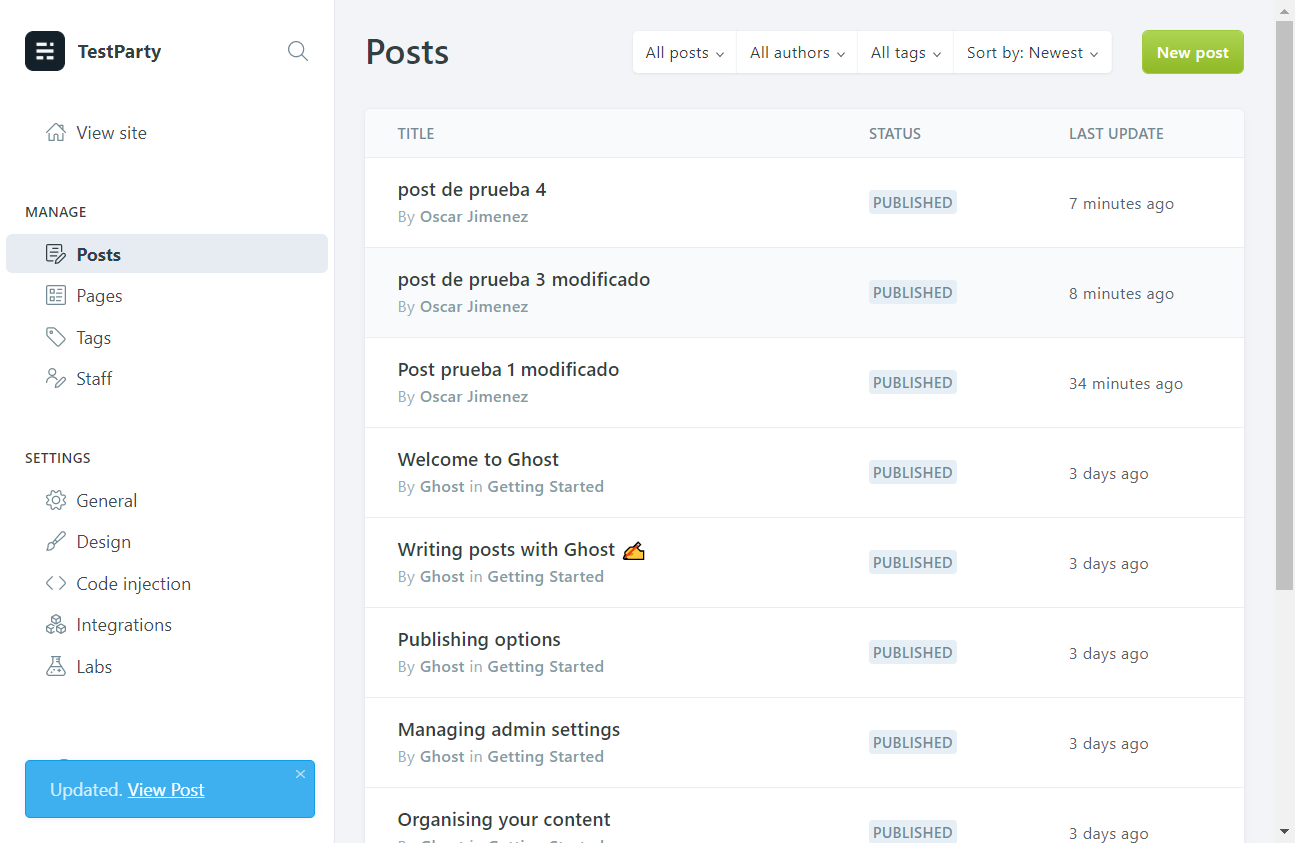 TestParty
View site
MANAGE
Posts
Pages
Tags
Staff
SETTINGS
General
Design
Code injection
Integrations
Labs
Updated. View Post
Posts
All posts
All authors
All tags
Sort by: Newest
New post
TITLE STATUS LAST UPDATE
post de prueba 4
By Oscar Jimenez
PUBLISHED
7 minutes ago
post de prueba 3 modificado
By Oscar Jimenez
PUBLISHED
8 minutes ago
Post prueba 1 modificado
By Oscar Jimenez
PUBLISHED
34 minutes ago
Welcome to Ghost
By Ghost in Getting Started
PUBLISHED
3 days ago
Writing posts with Ghost ✍️
By Ghost in Getting Started
PUBLISHED
3 days ago
Publishing options
By Ghost in Getting Started
PUBLISHED
3 days ago
Managing admin settings
By Ghost in Getting Started
PUBLISHED
3 days ago
Organising your content
PUBLISHED
3 days ago